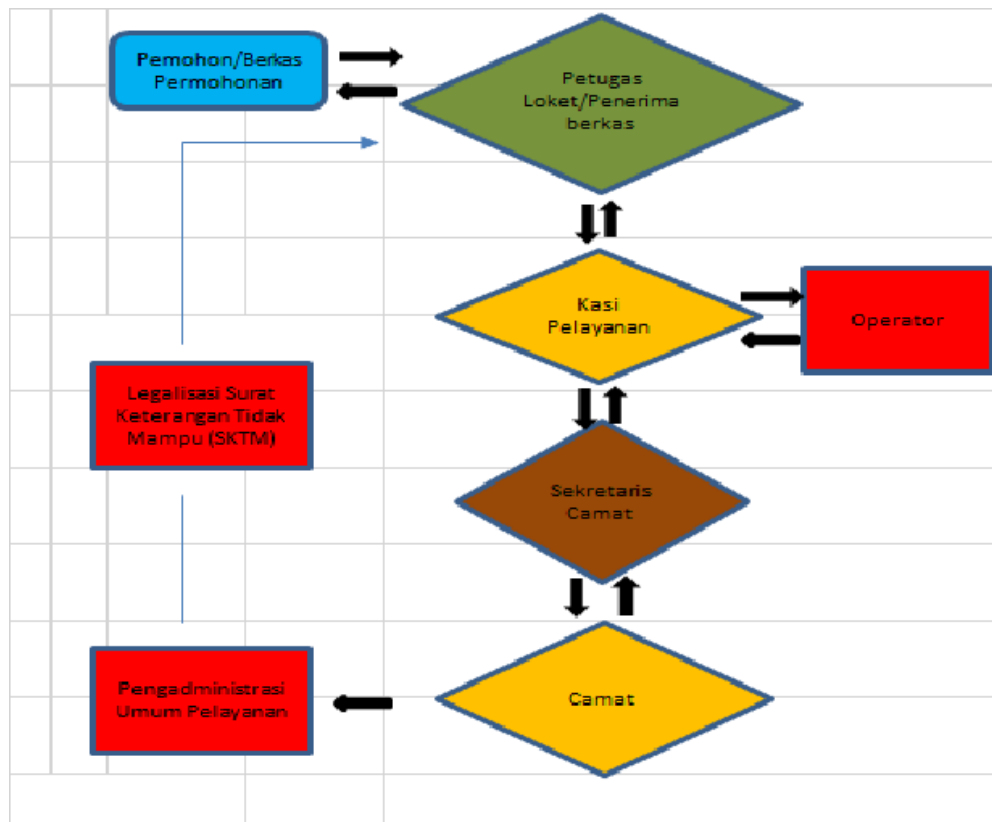 Pemohon/Berkas
Permohonan
Petugas
Loket/Penerima
berkas
Kasi
Pelayanan
Operator
Legalisasi Surat
Keterangan Tidak
Mampu (SKTM)
Sekretaris
Camat
Pengadministrasi
Umum Pelayanan
Camat